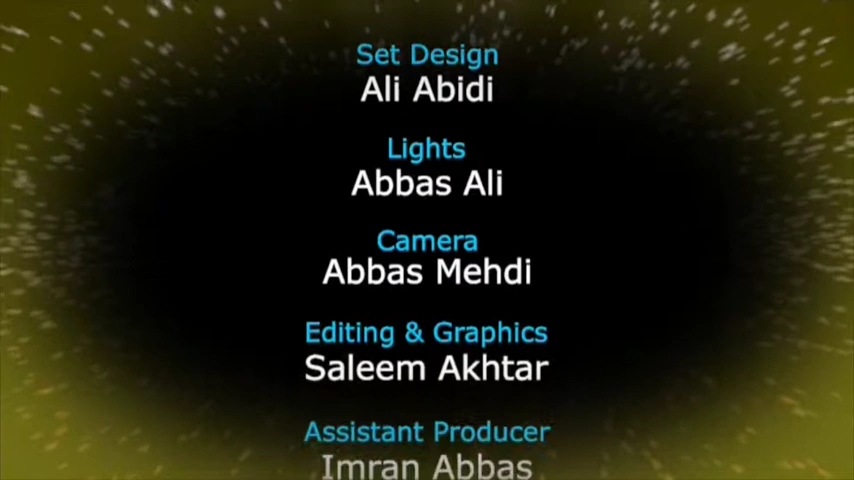 Set Design
Ali Abidi
Lights
Abbas Ali
Camera
Abbas Mehdi
Editing & Graphics
Saleem Akhtar
Assistant Producer
Imran Abbas